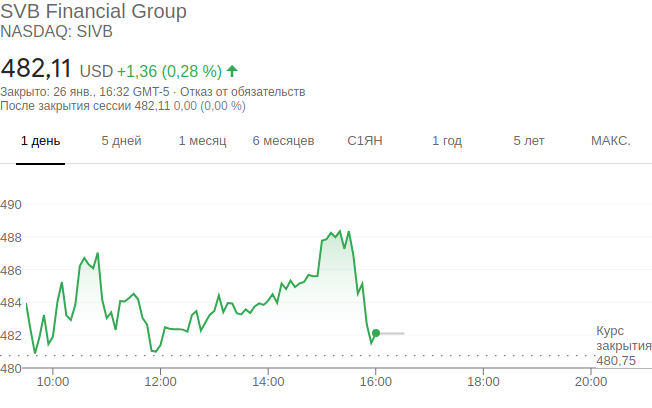 SVB Financial Group
NASDAQ: SIVB
482,11 USD +1,36 (0,28 %)
Закрыто: 26 янв., 16:32 GMT-5 · Отказ от обязательств
После закрытия сессии 482,11 0,00 (0,00 %)
1 день 5 дней 1 месяц 6 месяцев С1ЯН 1 год 5 лет МАКС.
490
488
486
484
482
Курс
закрытия
480,75
480
10:00 12:00 14:00 16:00 18:00 20:00